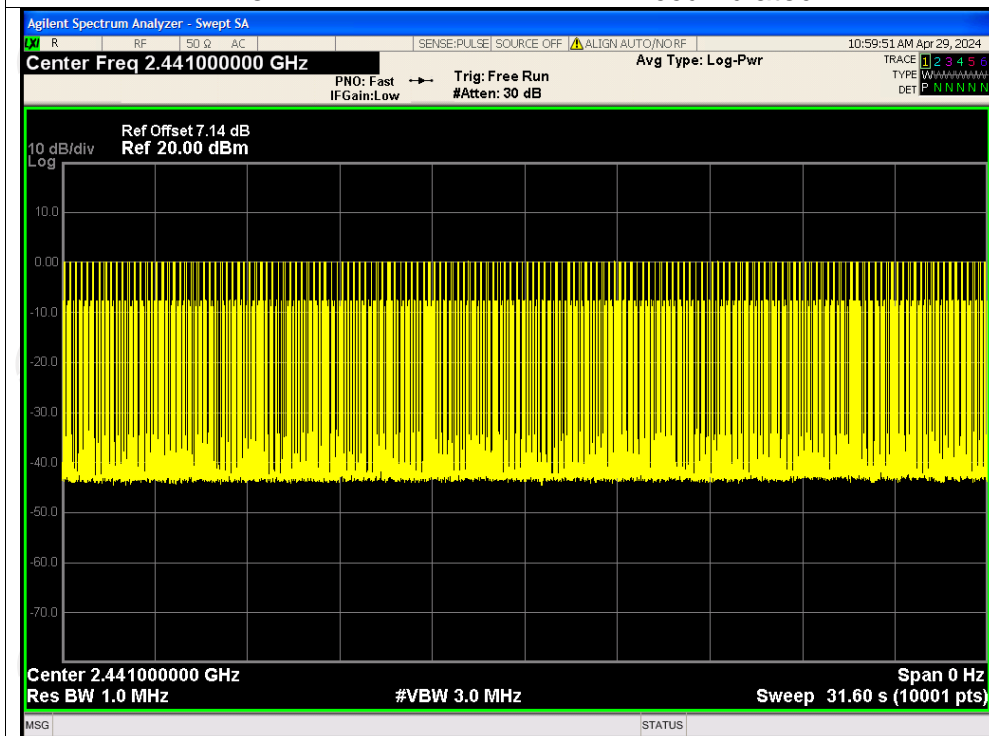 Agilent Spectrum Analyzer - Swept SA
LXI R RF 50 Ω AC SENSE:PULSE SOURCE OFF ALIGN AUTO/NO RF 10:59:51 AM Apr 29, 2024
Center Freq 2.441000000 GHz Avg Type: Log-Pwr TRACE 1 2 3 4 5 6
PNO: Fast Trig: Free Run TYPE W
IFGain:Low #Atten: 30 dB DET P N N N N N
Ref Offset 7.14 dB
10 dB/div Ref 20.00 dBm
Log
10.0
0.00
-10.0
-20.0
-30.0
-40.0
-50.0
-60.0
-70.0
Center 2.441000000 GHz Span 0 Hz
Res BW 1.0 MHz #VBW 3.0 MHz Sweep 31.60 s (10001 pts)
MSG STATUS